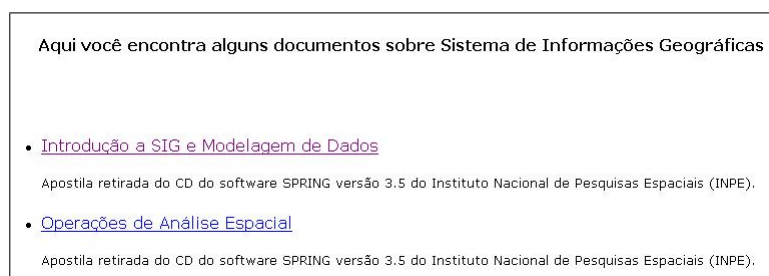 Aqui você encontra alguns documentos sobre Sistema de Informações Geográficas
• Introdução a SIG e Modelagem de Dados
Apostila retirada do CD do software SPRING versão 3.5 do Instituto Nacional de Pesquisas Espaciais (INPE).
• Operações de Análise Espacial
Apostila retirada do CD do software SPRING versão 3.5 do Instituto Nacional de Pesquisas Espaciais (INPE).